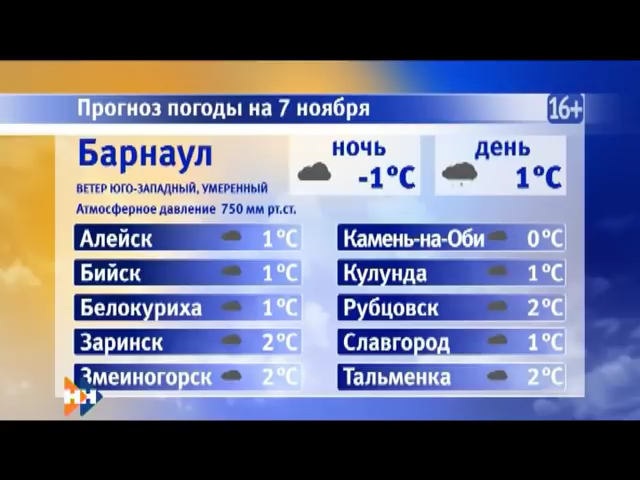 Прогноз погоды на 7 ноября 16+
Барнаул
ВЕТЕР ЮГО-ЗАПАДНЫЙ, УМЕРЕННЫЙ
Атмосферное давление 750 мм рт.ст.
ночь
-1°C
день
1°C
Алейск 1°C
Бийск 1°C
Белокуриха 1°C
Заринск 2°C
Змеиногорск 2°C
Камень-на-Оби 0°C
Кулунда 1°C
Рубцовск 2°C
Славгород 1°C
Тальменка 2°C
НН